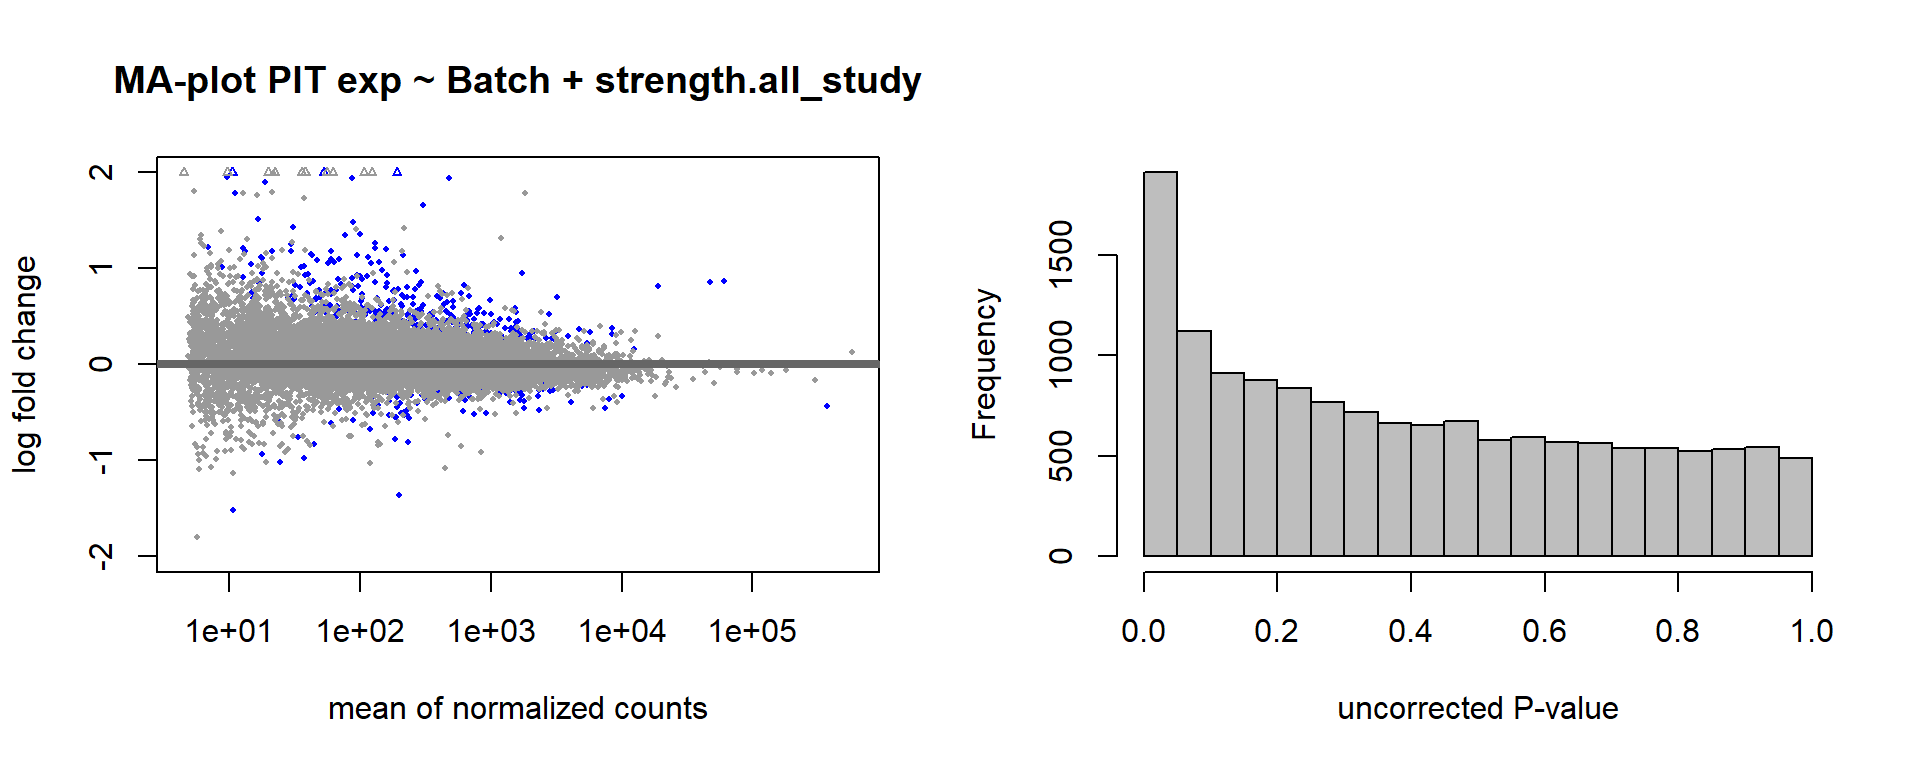 MA-plot PIT exp ~ Batch + strength.all_study
log fold change
2
1
0
-1
-2
1e+01 1e+02 1e+03 1e+04 1e+05
mean of normalized counts
Frequency
1500
1000
500
0
0.0 0.2 0.4 0.6 0.8 1.0
uncorrected P-value